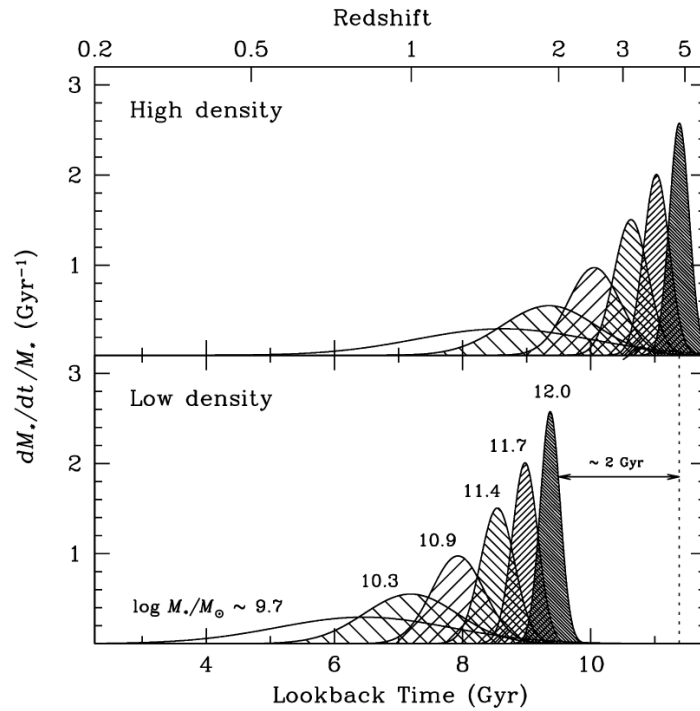 Redshift
0.2 0.5 1 2 3 5
3
High density
2
1
dM⋆/dt/M⋆ (Gyr⁻¹)
3
Low density
12.0
11.7
~ 2 Gyr
2
11.4
10.9
1
10.3
log M⋆/M⊙ ~ 9.7
4 6 8 10
Lookback Time (Gyr)